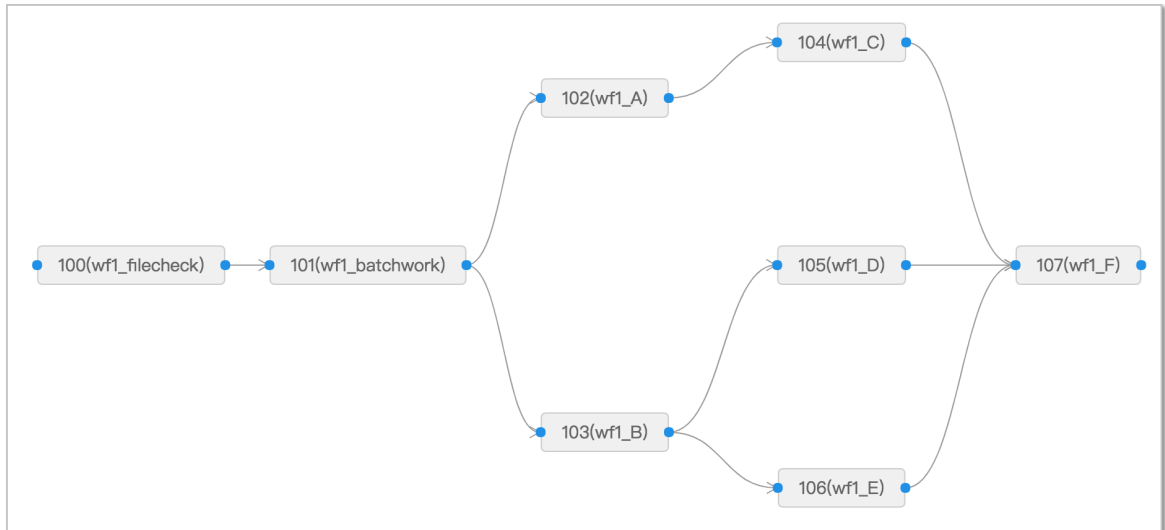 104(wf1_C)
102(wf1_A)
100(wf1_filecheck)
101(wf1_batchwork)
105(wf1_D)
107(wf1_F)
103(wf1_B)
106(wf1_E)